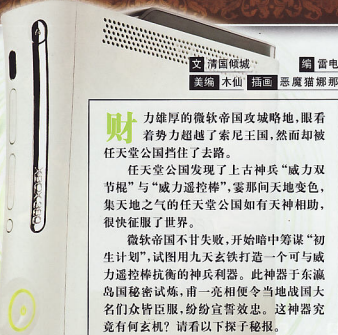 文 清国倾城 编 雷电
美编 木仙 插画 恶魔猫娜那
财力雄厚的微软帝国攻城略地,眼看
着势力超越了索尼王国,然而却被
任天堂公国挡住了去路。
任天堂公国发现了上古神兵“威力双
节棍”与“威力遥控棒”,霎那间天地变色,
集天地之气的任天堂公国如有天神相助,
很快征服了世界。
微软帝国不甘失败,开始暗中筹谋“初
生计划”,试图用九天玄铁打造一个可与威
力遥控棒抗衡的神兵利器。此神器于东瀛
岛国秘密试炼,甫一亮相便令当地战国大
名们众皆臣服,纷纷宣誓效忠。这神器究
竟有何玄机？请看以下探子秘报。